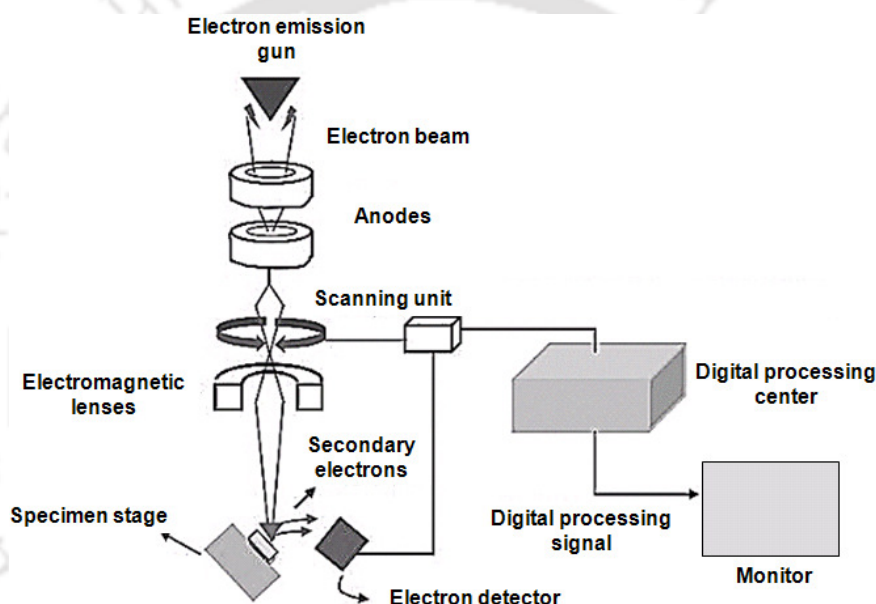 Electron emission
gun
Electron beam
Anodes
Scanning unit
Electromagnetic
lenses
Digital processing
center
Secondary
electrons
Specimen stage
Digital processing
signal
Monitor
Electron detector